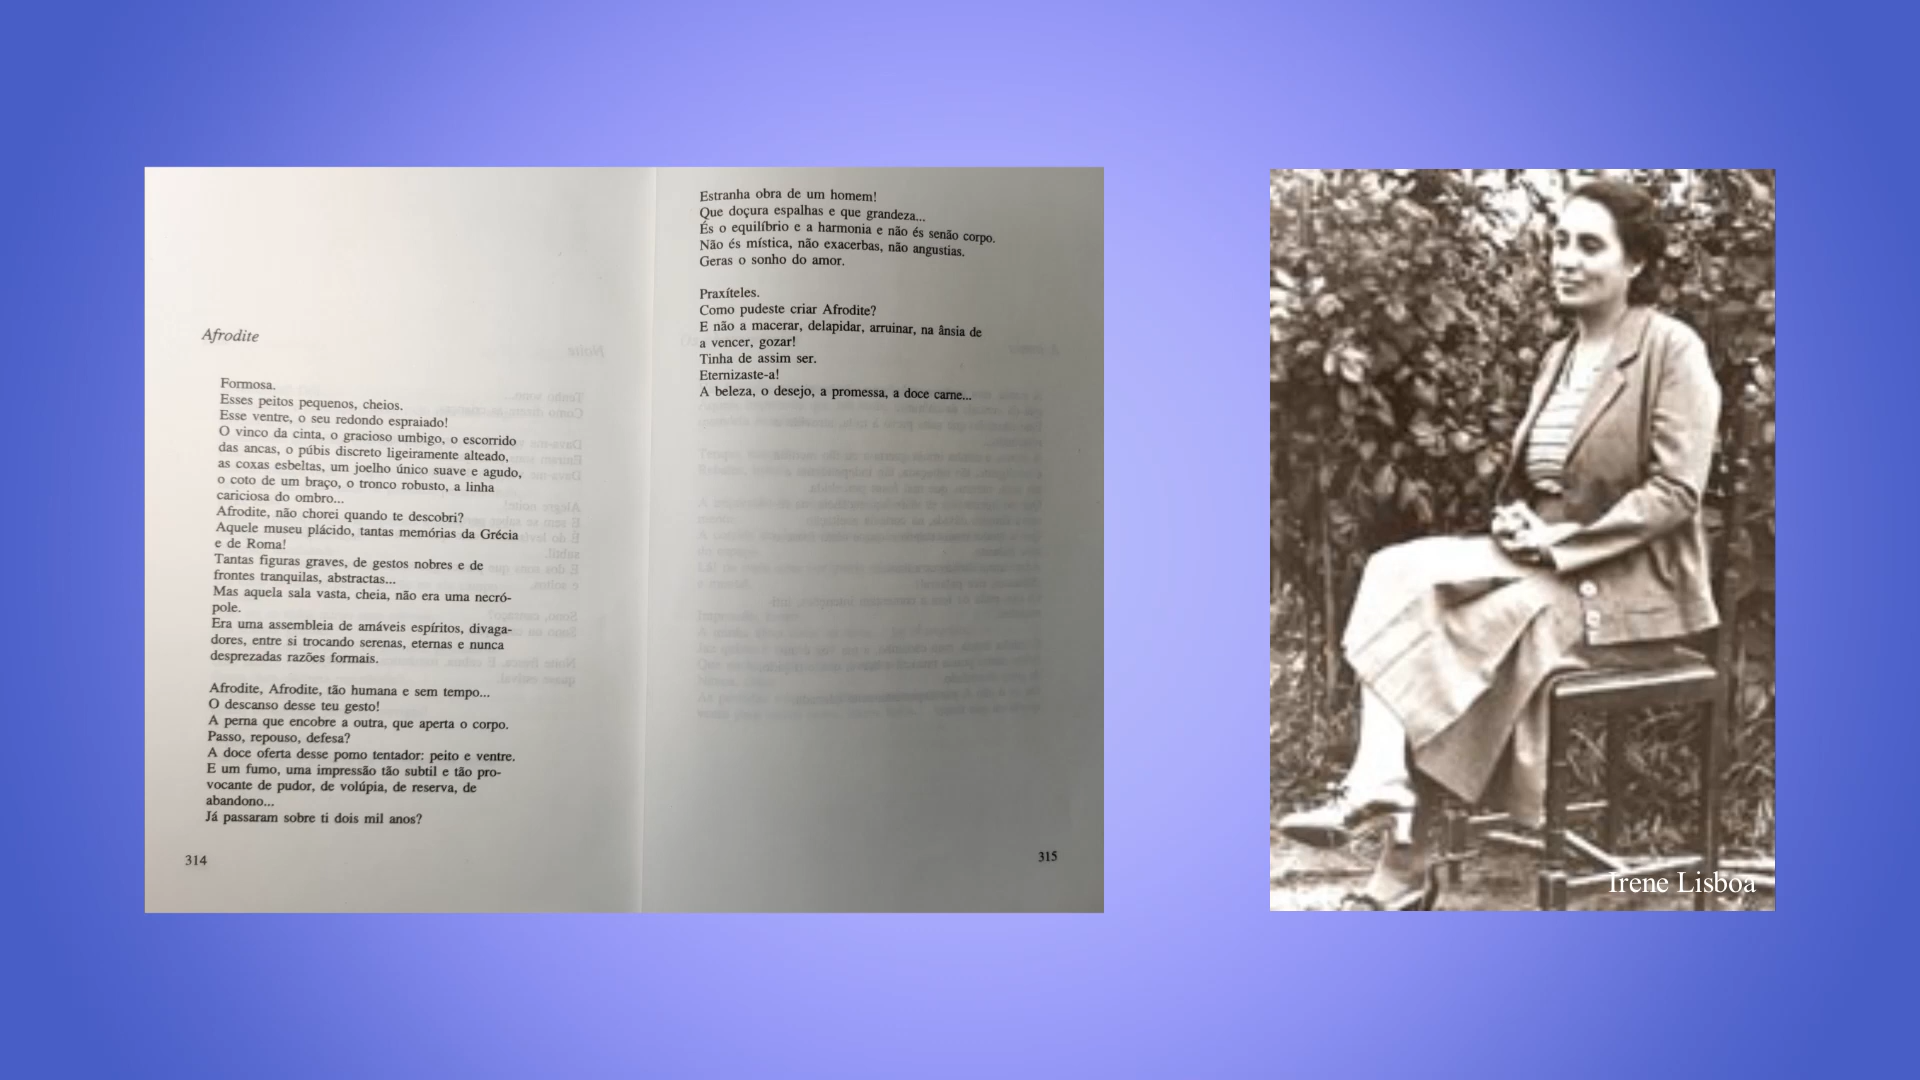 Afrodite
Formosa.
Esses peitos pequenos, cheios.
Esse ventre, o seu redondo espraiado!
O vinco da cinta, o gracioso umbigo, o escorrido
das ancas, o púbis discreto ligeiramente alteado,
as coxas esbeltas, um joelho único suave e agudo,
o coto de um braço, o tronco robusto, a linha
cariciosa do ombro...
Afrodite, não chorei quando te descobri?
Aquele museu plácido, tantas memórias da Grécia
e de Roma!
Tantas figuras graves, de gestos nobres e de
frontes tranquilas, abstractas...
Mas aquela sala vasta, cheia, não era uma necró-
pole.
Era uma assembleia de amáveis espíritos, divaga-
dores, entre si trocando serenas, eternas e nunca
desprezadas razões formais.
Afrodite, Afrodite, tão humana e sem tempo...
O descanso desse teu gesto!
A perna que encobre a outra, que aperta o corpo.
Passo, repouso, defesa?
A doce oferta desse pomo tentador: peito e ventre.
E um fumo, uma impressão tão subtil e tão pro-
vocante de pudor, de volúpia, de reserva, de
abandono...
Já passaram sobre ti dois mil anos?
314
Estranha obra de um homem!
Que doçura espalhas e que grandeza...
És o equilíbrio e a harmonia e não és senão corpo.
Não és mística, não exacerbas, não angustias.
Geras o sonho do amor.
Praxíteles.
Como pudeste criar Afrodite?
E não a macerar, delapidar, arruinar, na ânsia de
a vencer, gozar!
Tinha de assim ser.
Eternizaste-a!
A beleza, o desejo, a promessa, a doce carne...
315
Irene Lisboa